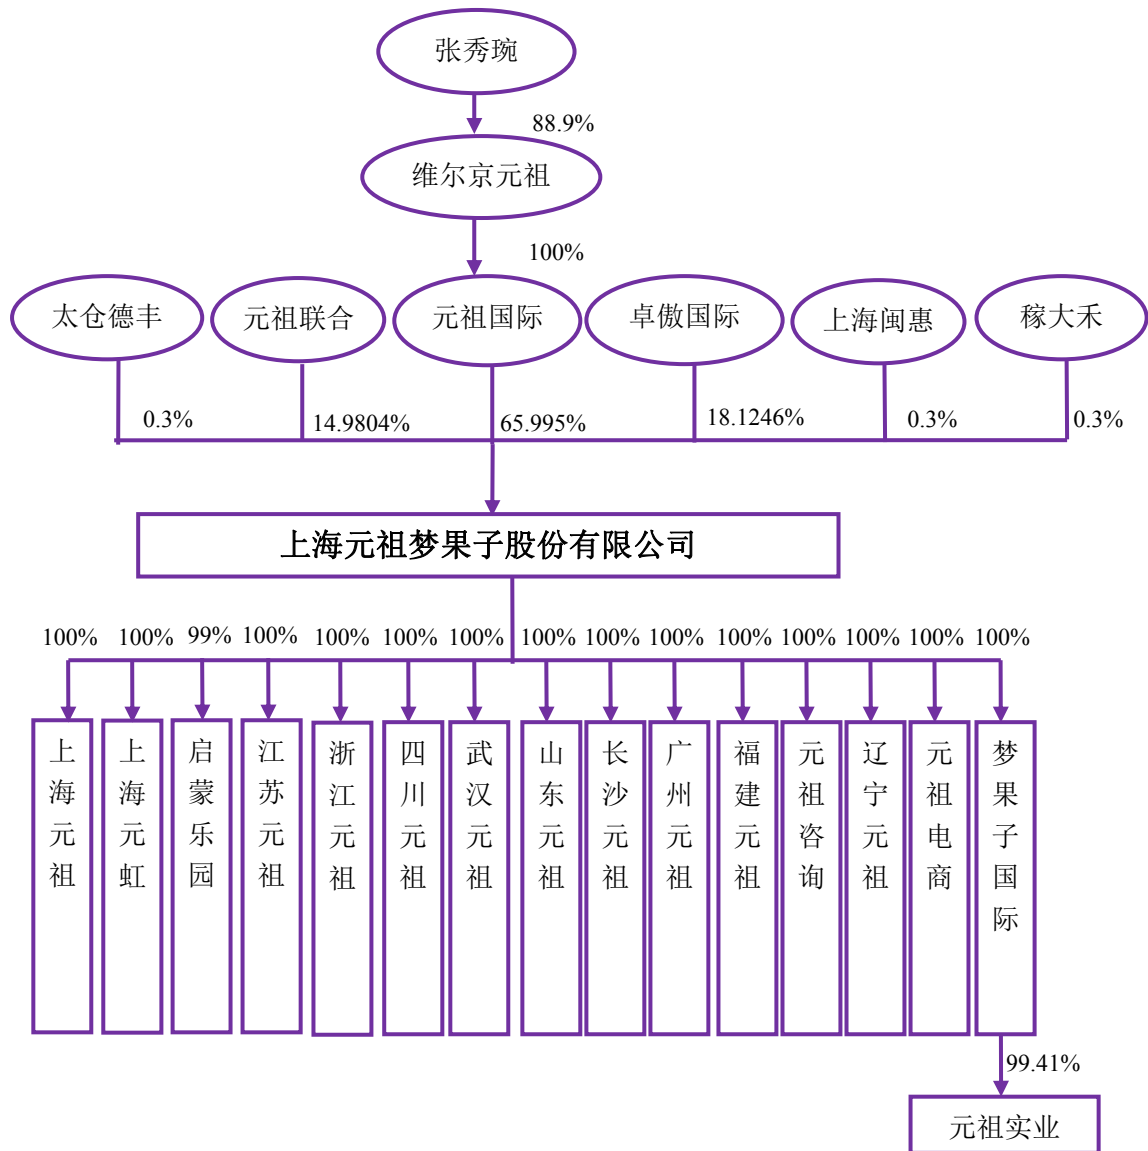 张秀琬
88.9%
维尔京元祖
100%
太仓德丰
元祖联合
元祖国际
卓傲国际
上海闽惠
稼大禾
0.3%
14.9804%
65.995%
18.1246%
0.3%
0.3%
上海元祖梦果子股份有限公司
100%
100%
99%
100%
100%
100%
100%
100%
100%
100%
100%
100%
100%
100%
100%
上海元祖
上海元虹
启蒙乐园
江苏元祖
浙江元祖
四川元祖
武汉元祖
山东元祖
长沙元祖
广州元祖
福建元祖
元祖咨询
辽宁元祖
元祖电商
梦果子国际
99.41%
元祖实业